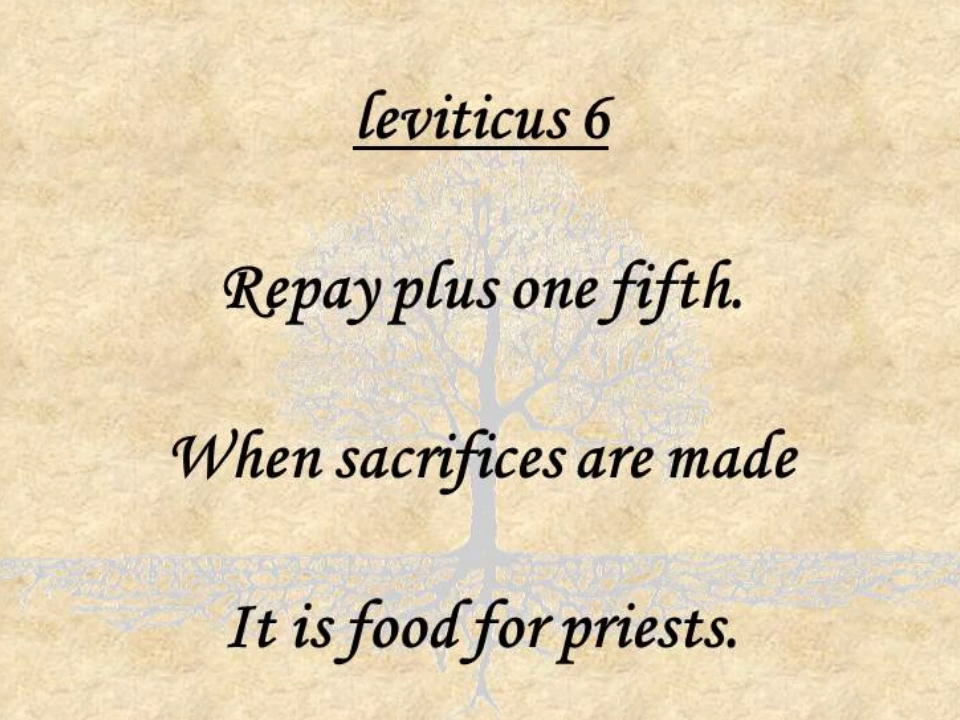 leviticus 6
Repay plus one fifth.
When sacrifices are made
It is food for priests.